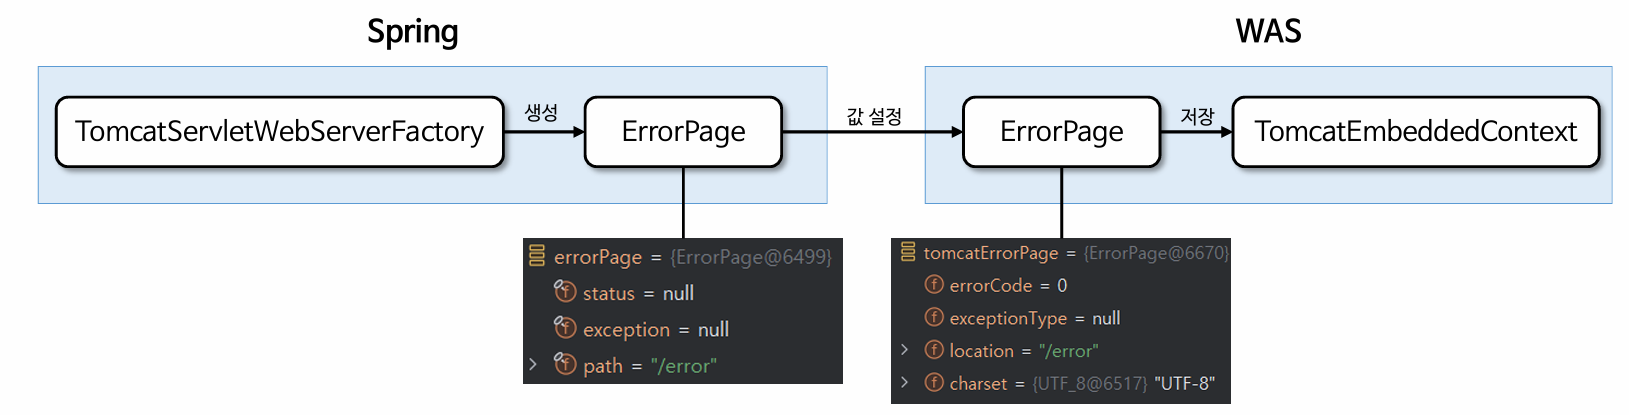 Spring
WAS
TomcatServletWebServerFactory
생성
ErrorPage
값 설정
ErrorPage
저장
TomcatEmbeddedContext
errorPage = {ErrorPage@6499}
f status = null
f exception = null
f path = "/error"
tomcatErrorPage = {ErrorPage@6670}
f errorCode = 0
f exceptionType = null
f location = "/error"
f charset = {UTF_8@6517} "UTF-8"